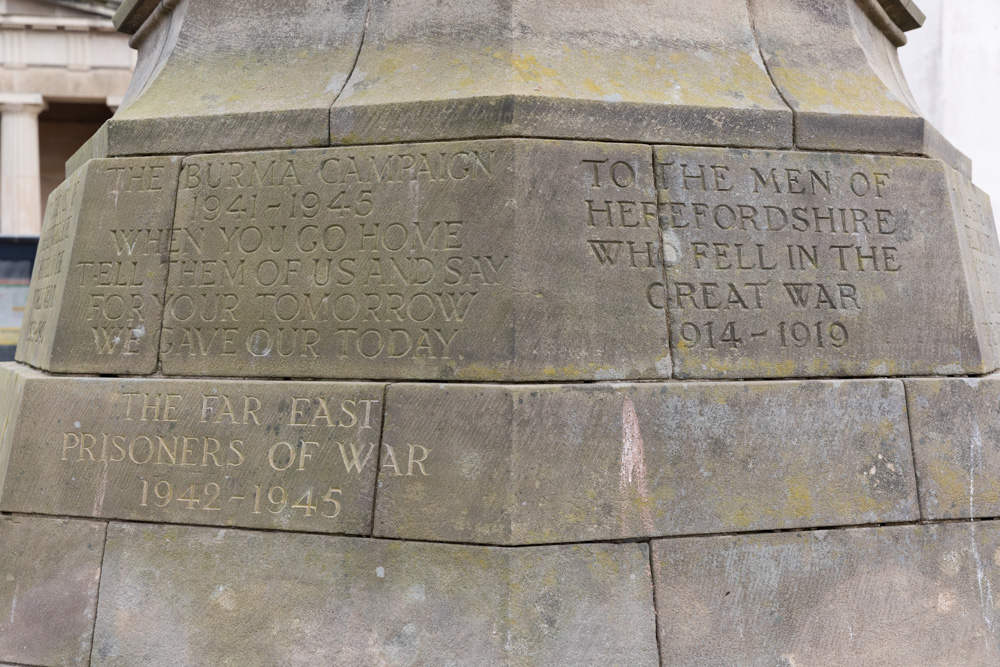 THE BURMA CAMPAIGN
1941-1945
WHEN YOU GO HOME
TELL THEM OF US AND SAY
FOR YOUR TOMORROW
WE GAVE OUR TODAY.
TO THE MEN OF
HEREFORDSHIRE
WHO FELL IN THE
GREAT WAR
1914-1919
THE FAR EAST
PRISONERS OF WAR
1942-1945